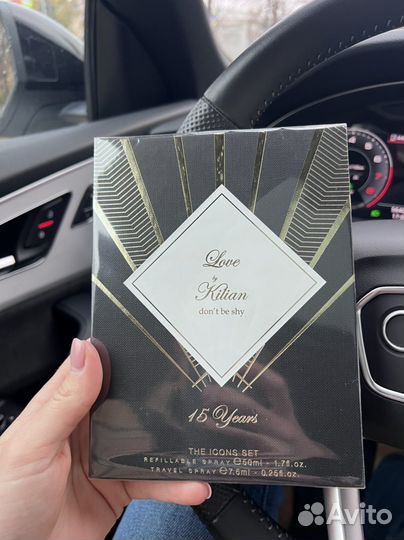 Love
by
Kilian
don't be shy
15 Years
THE ICONS SET
REFILLABLE SPRAY ℮50ml - 1.7fl.oz.
TRAVEL SPRAY ℮7.5ml - 0.25fl.oz.
Avito